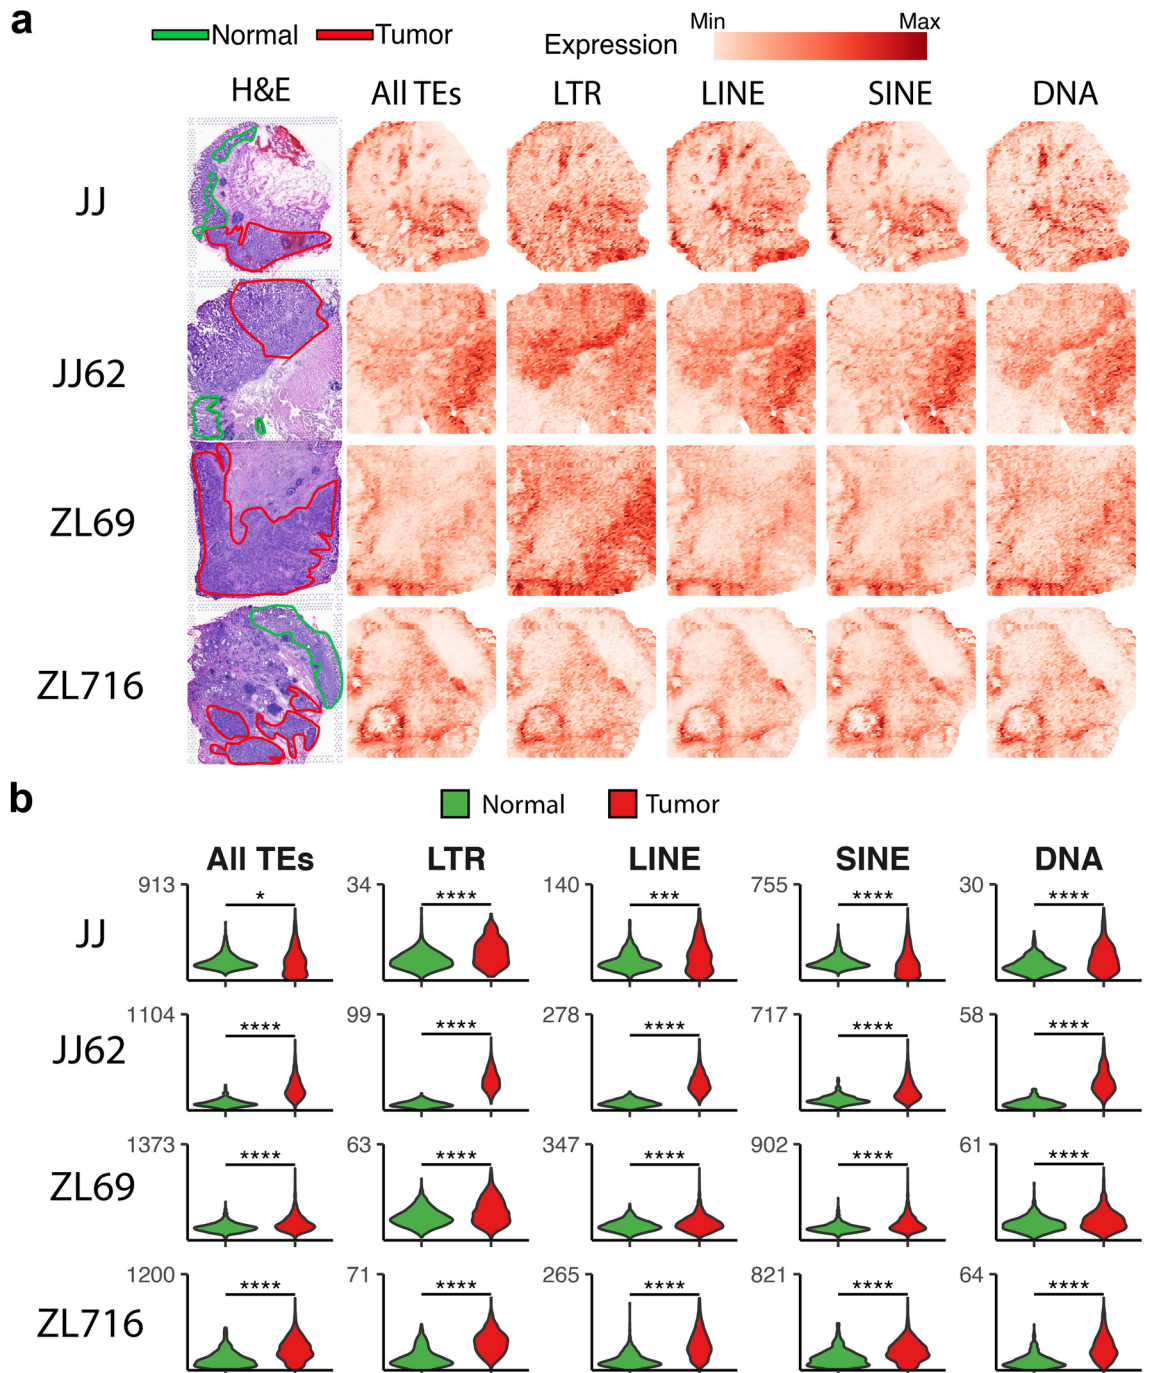 a
Normal Tumor
Expression
Min Max
H&E All TEs LTR LINE SINE DNA
JJ
JJ62
ZL69
ZL716
b
Normal Tumor
All TEs LTR LINE SINE DNA
JJ
913 * 34 **** 140 *** 755 **** 30 ****
JJ62
1104 **** 99 **** 278 **** 717 **** 58 ****
ZL69
1373 **** 63 **** 347 **** 902 **** 61 ****
ZL716
1200 **** 71 **** 265 **** 821 **** 64 ****